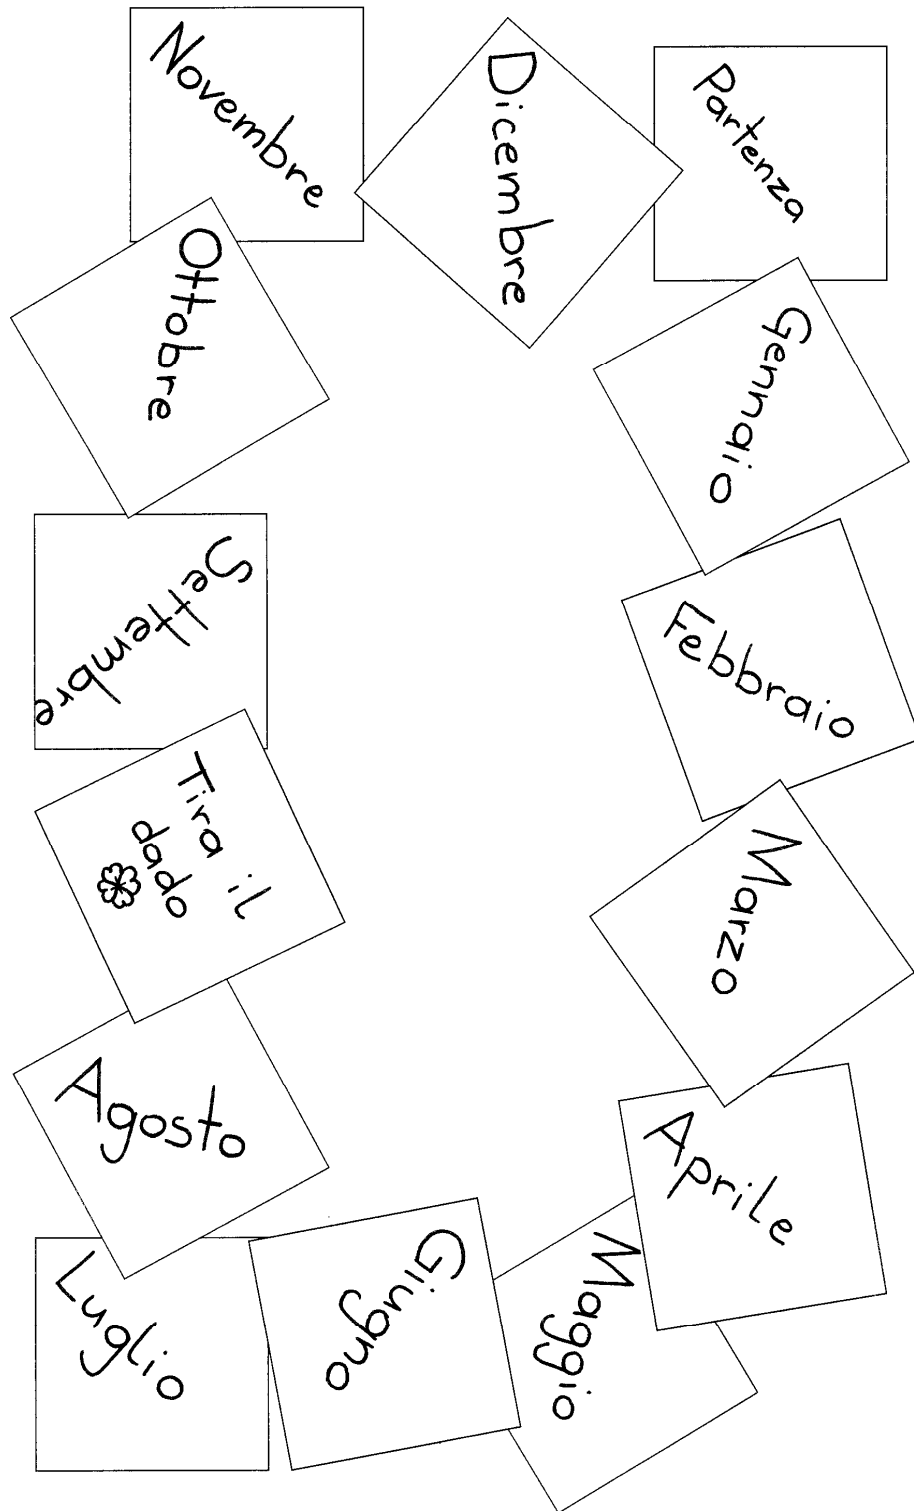 Partenza
Gennaio
Febbraio
Marzo
Aprile
Maggio
Giugno
Luglio
Agosto
Tira il
dado
Settembre
Ottobre
Novembre
Dicembre